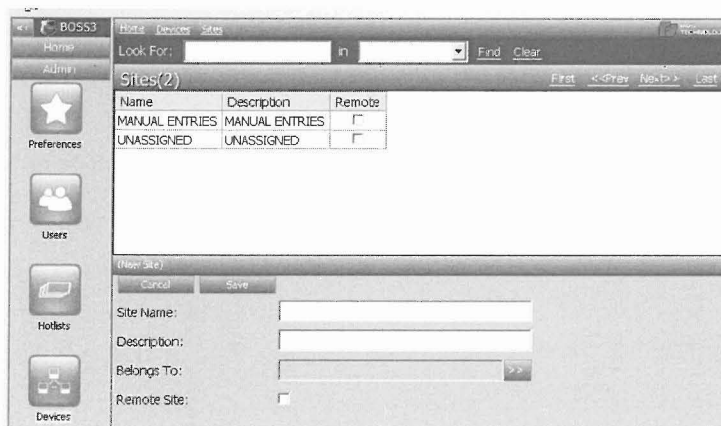 BOSS3
Home Devices Sites
TECHNOLOG
Home
Look For: in Find Clear
Admin
Sites(2) First <<Prev Next>> Last
Name Description Remote
MANUAL ENTRIES MANUAL ENTRIES
UNASSIGNED UNASSIGNED
Preferences
Users
Hotlists
Devices
(New Site)
Cancel Save
Site Name:
Description:
Belongs To: >>
Remote Site: